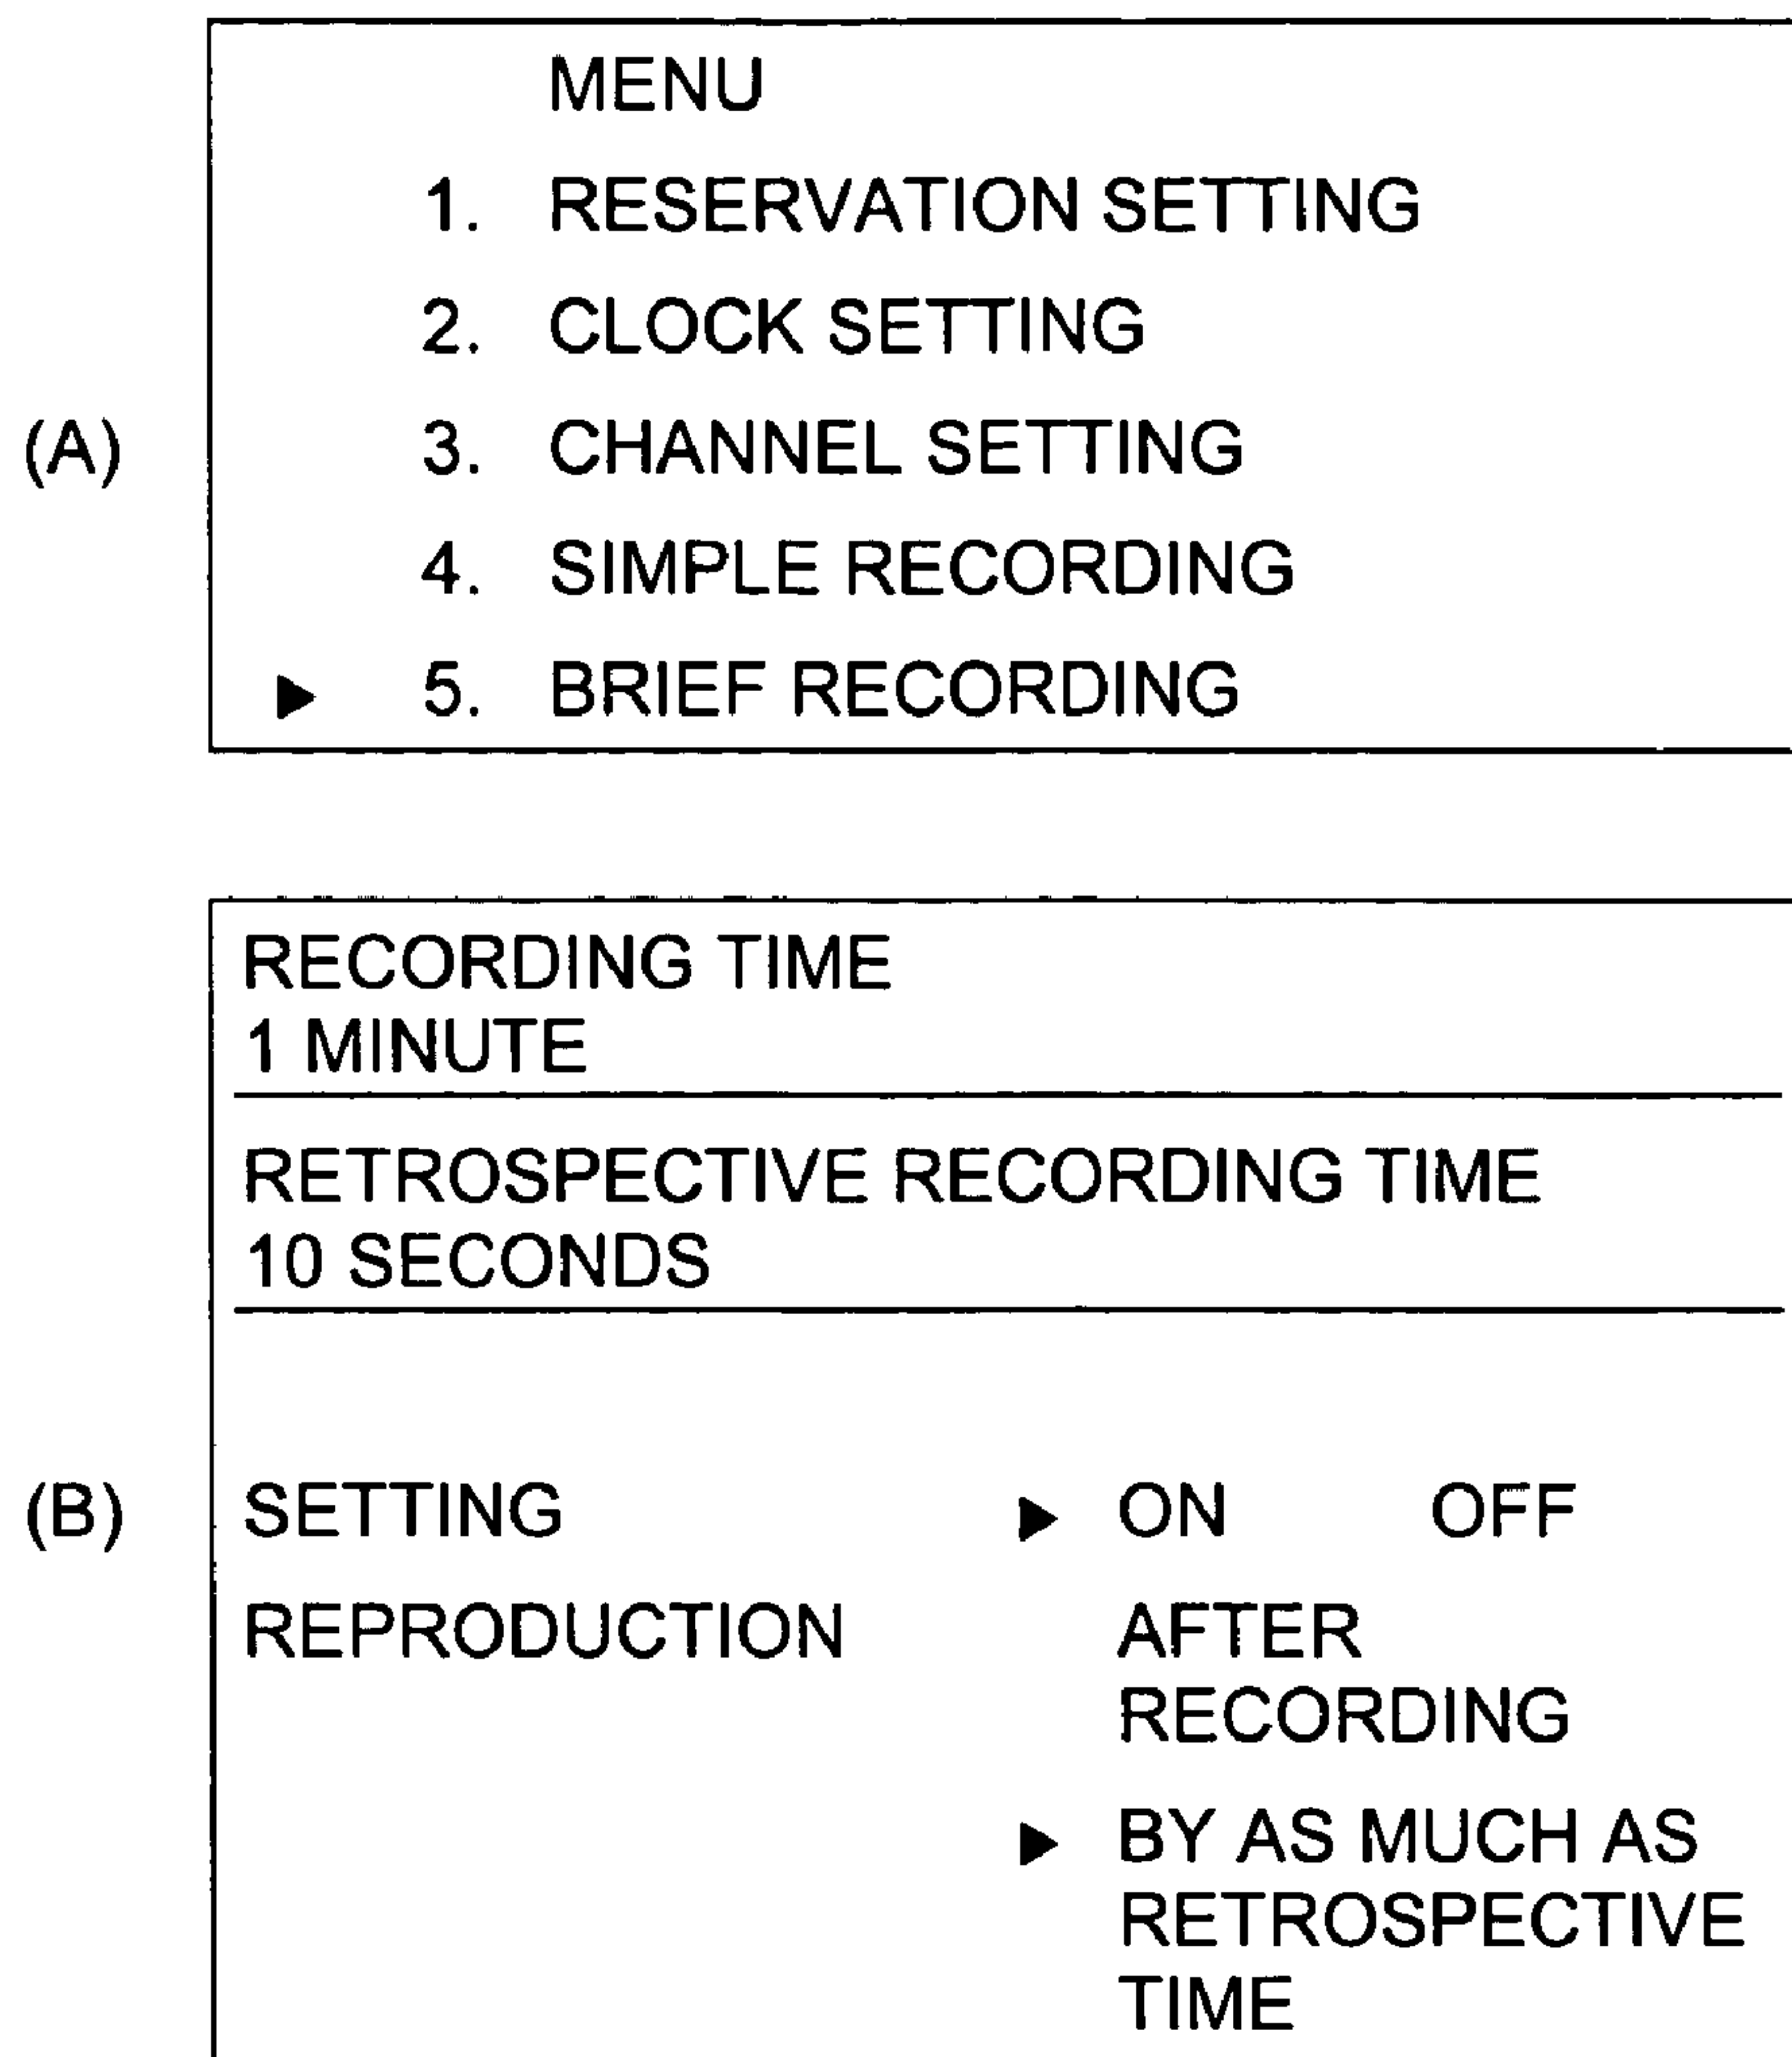 MENU
1. RESERVATION SETTING
2. CLOCK SETTING
(A)
3. CHANNEL SETTING
4. SIMPLE RECORDING
▶ 5. BRIEF RECORDING
RECORDING TIME
1 MINUTE
RETROSPECTIVE RECORDING TIME
10 SECONDS
(B)
SETTING ▶ ON OFF
REPRODUCTION AFTER
RECORDING
▶ BY AS MUCH AS
RETROSPECTIVE
TIME